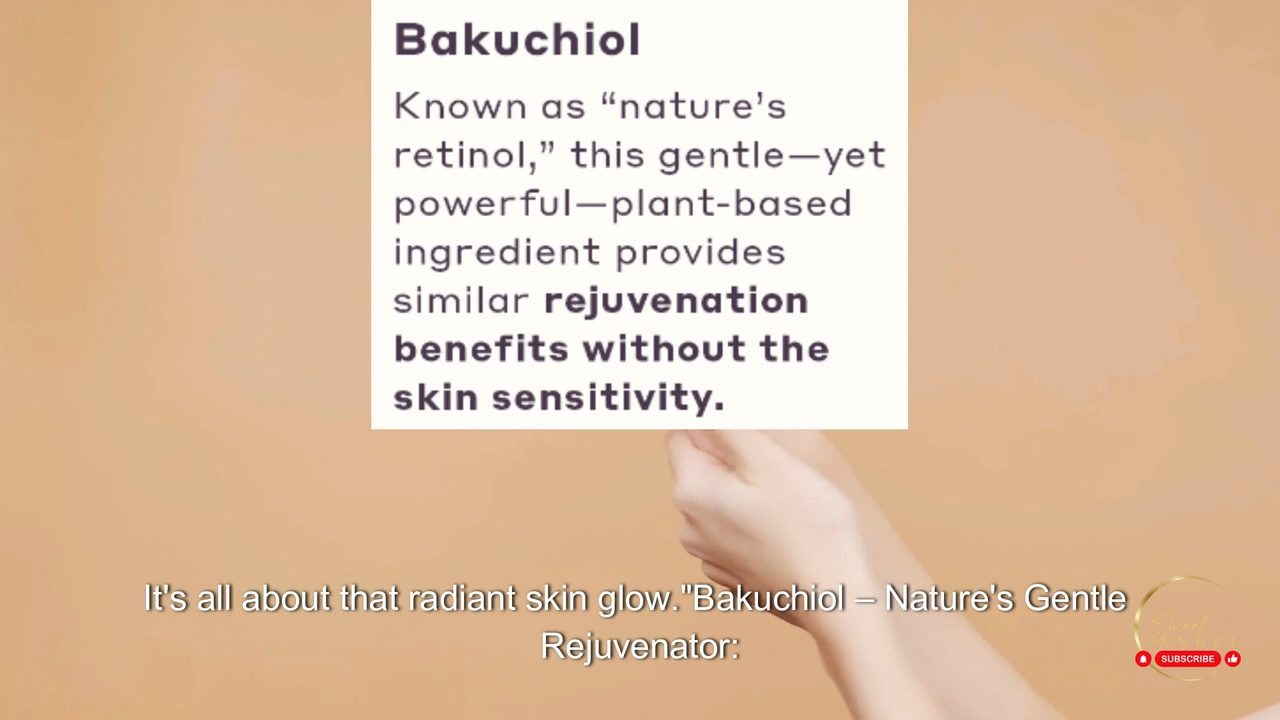 Bakuchiol
Known as “nature’s
retinol,” this gentle—yet
powerful—plant-based
ingredient provides
similar rejuvenation
benefits without the
skin sensitivity.
It's all about that radiant skin glow."Bakuchiol – Nature's Gentle
Rejuvenator:
Sweet
SUBSCRIBE